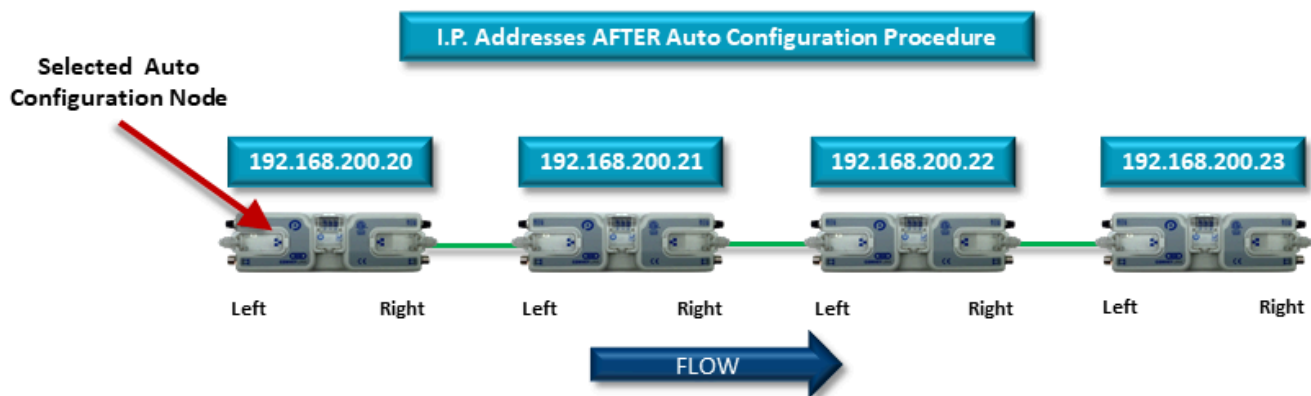 I.P. Addresses AFTER Auto Configuration Procedure
Selected Auto
Configuration Node
192.168.200.20
192.168.200.21
192.168.200.22
192.168.200.23
Left
Right
Left
Right
Left
Right
Left
Right
FLOW